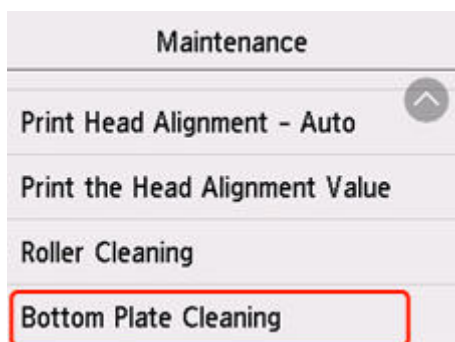 Maintenance
Print Head Alignment - Auto
Print the Head Alignment Value
Roller Cleaning
Bottom Plate Cleaning